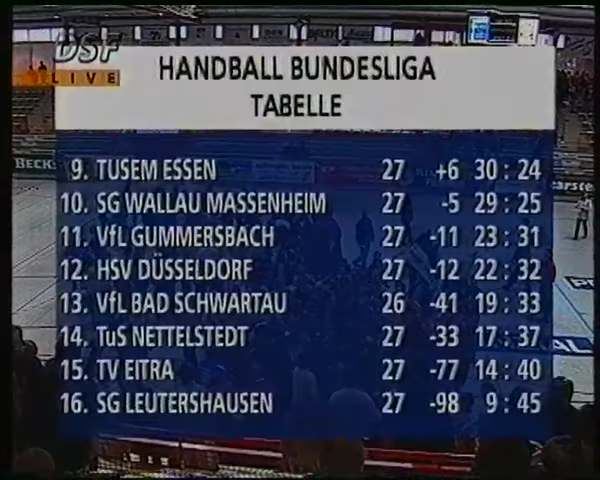 DSF
LIVE
HANDBALL BUNDESLIGA
TABELLE
BECK'S
9. TUSEM ESSEN 27 +6 30 : 24
10. SG WALLAU MASSENHEIM 27 -5 29 : 25
11. VfL GUMMERSBACH 27 -11 23 : 31
12. HSV DÜSSELDORF 27 -12 22 : 32
13. VfL BAD SCHWARTAU 26 -41 19 : 33
14. TuS NETTELSTEDT 27 -33 17 : 37
15. TV EITRA 27 -77 14 : 40
16. SG LEUTERSHAUSEN 27 -98 9 : 45